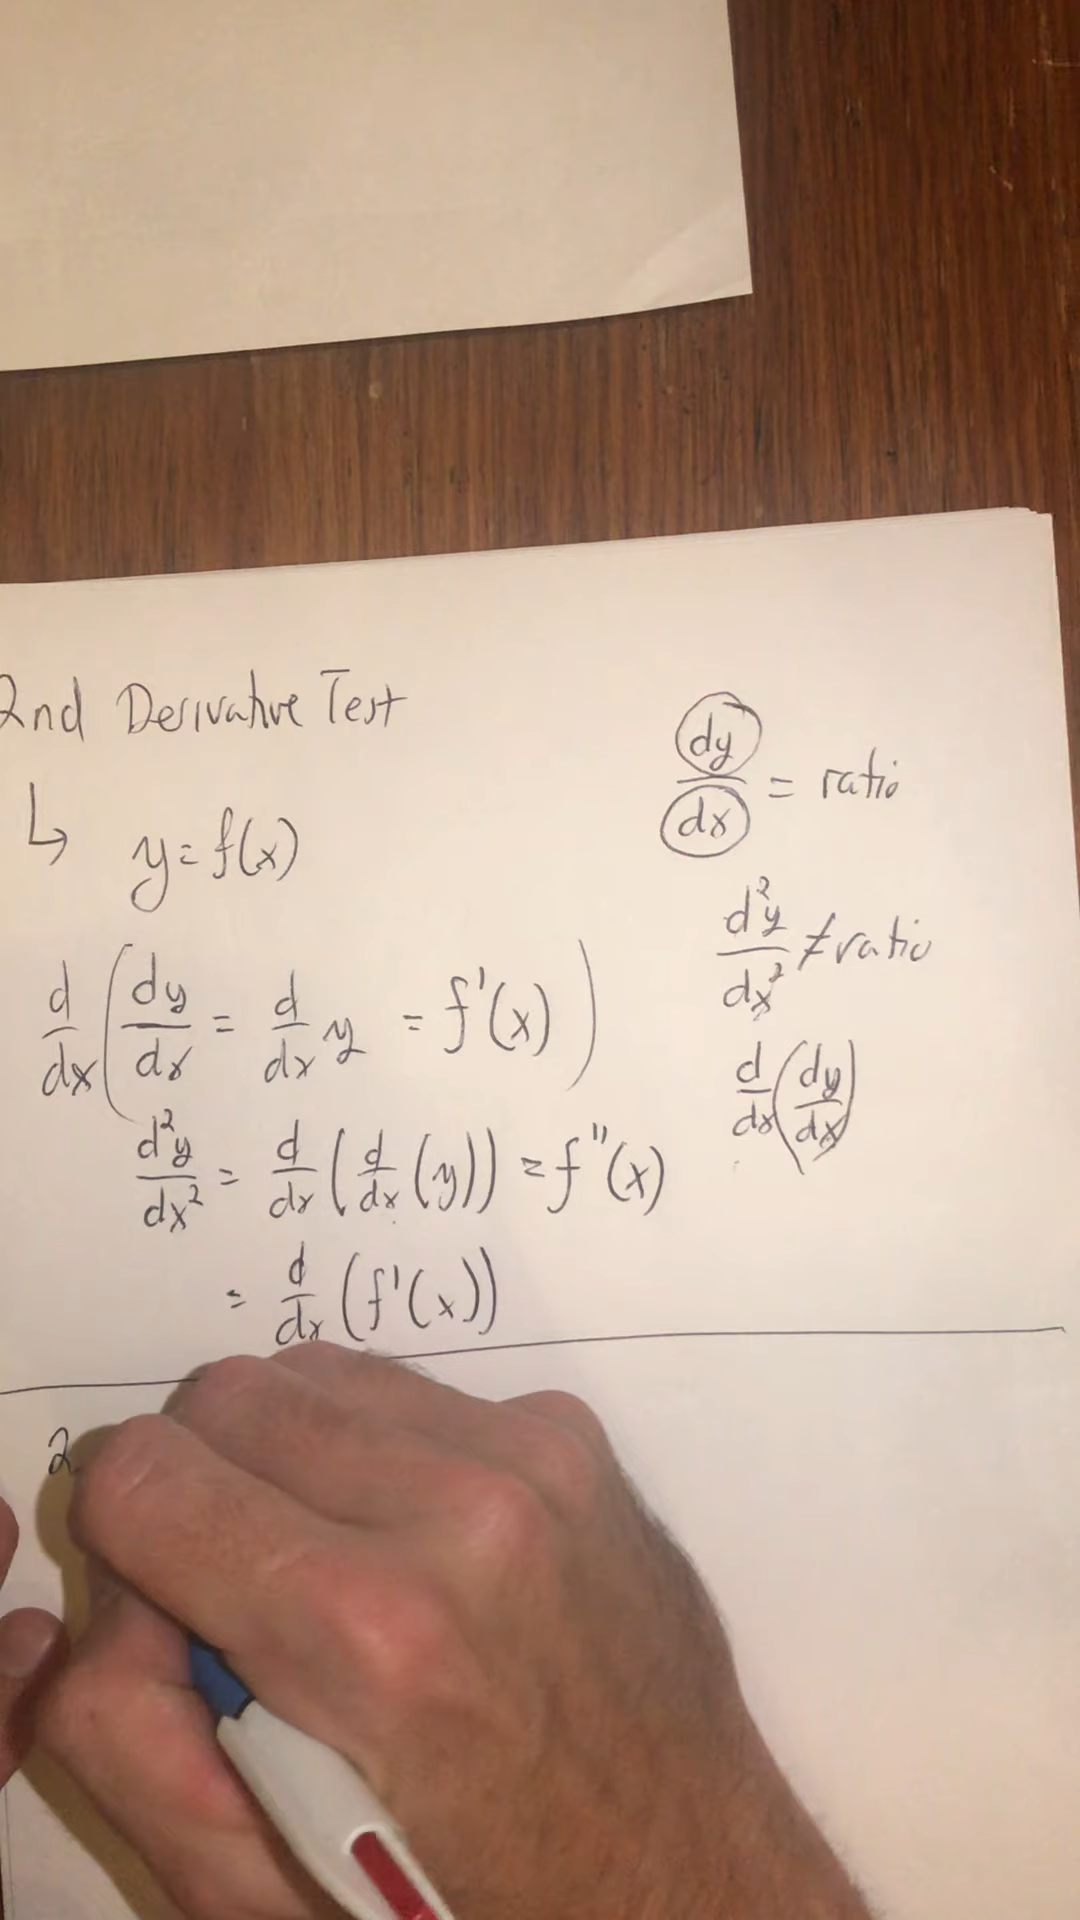 2nd Derivative Test
↳ y = f(x)
d/dx (dy/dx = d/dx y = f'(x))
d²y/dx² = d/dx (d/dx (y)) = f''(x)
= d/dx (f'(x))
dy/dx = ratio
d²y/dx² ≠ ratio
d/dx (dy/dx)
2